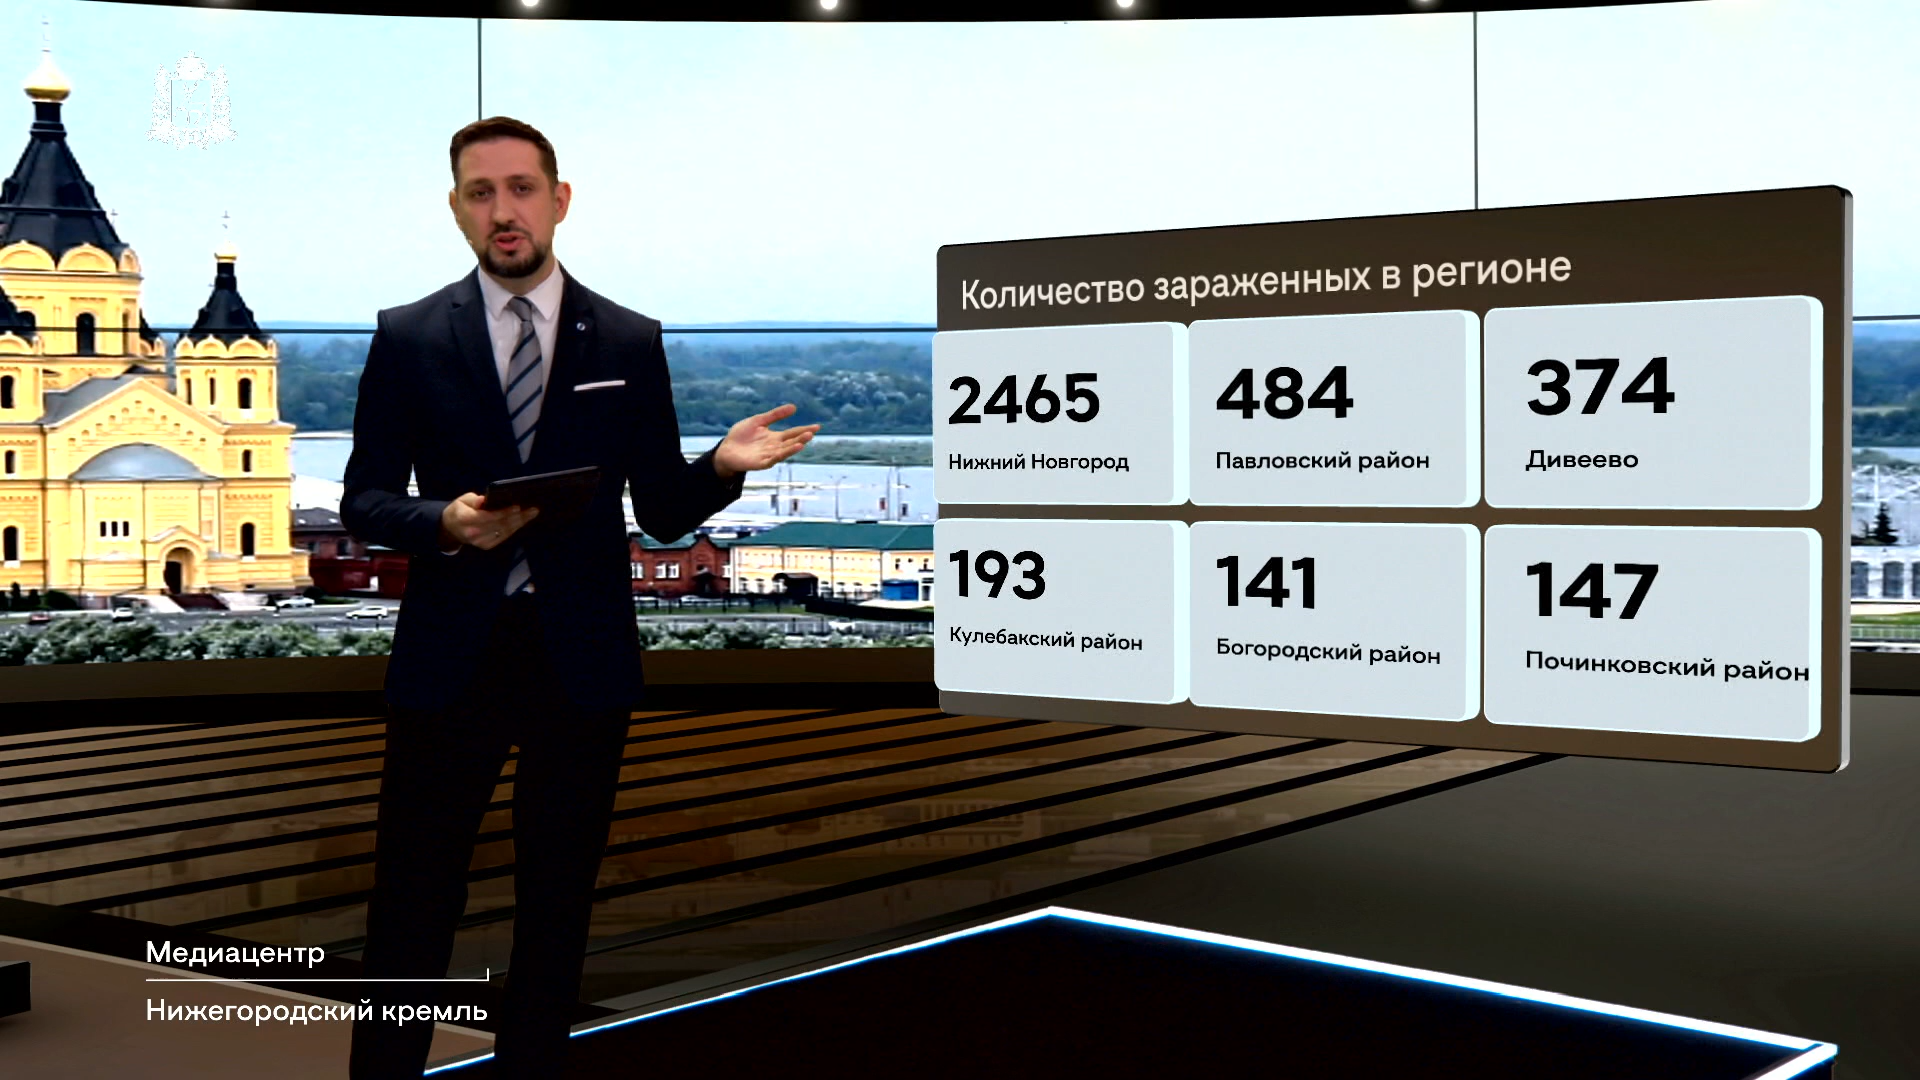 Количество зараженных в регионе
2465
Нижний Новгород
484
Павловский район
374
Дивеево
193
Кулебакский район
141
Богородский район
147
Починковский район
Медиацентр
Нижегородский кремль